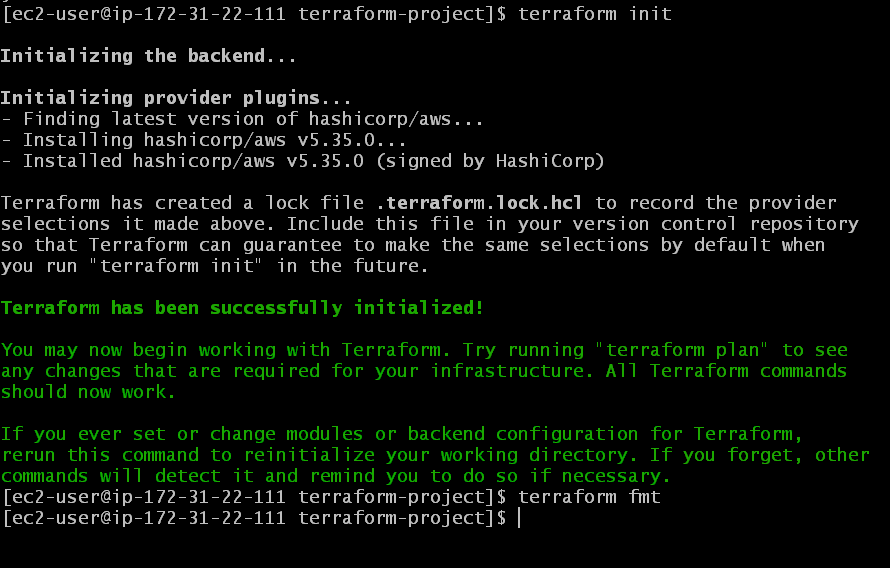 [ec2-user@ip-172-31-22-111 terraform-project]$ terraform init
Initializing the backend...
Initializing provider plugins...
- Finding latest version of hashicorp/aws...
- Installing hashicorp/aws v5.35.0...
- Installed hashicorp/aws v5.35.0 (signed by HashiCorp)
Terraform has created a lock file .terraform.lock.hcl to record the provider
selections it made above. Include this file in your version control repository
so that Terraform can guarantee to make the same selections by default when
you run "terraform init" in the future.
Terraform has been successfully initialized!
You may now begin working with Terraform. Try running "terraform plan" to see
any changes that are required for your infrastructure. All Terraform commands
should now work.
If you ever set or change modules or backend configuration for Terraform,
rerun this command to reinitialize your working directory. If you forget, other
commands will detect it and remind you to do so if necessary.
[ec2-user@ip-172-31-22-111 terraform-project]$ terraform fmt
[ec2-user@ip-172-31-22-111 terraform-project]$